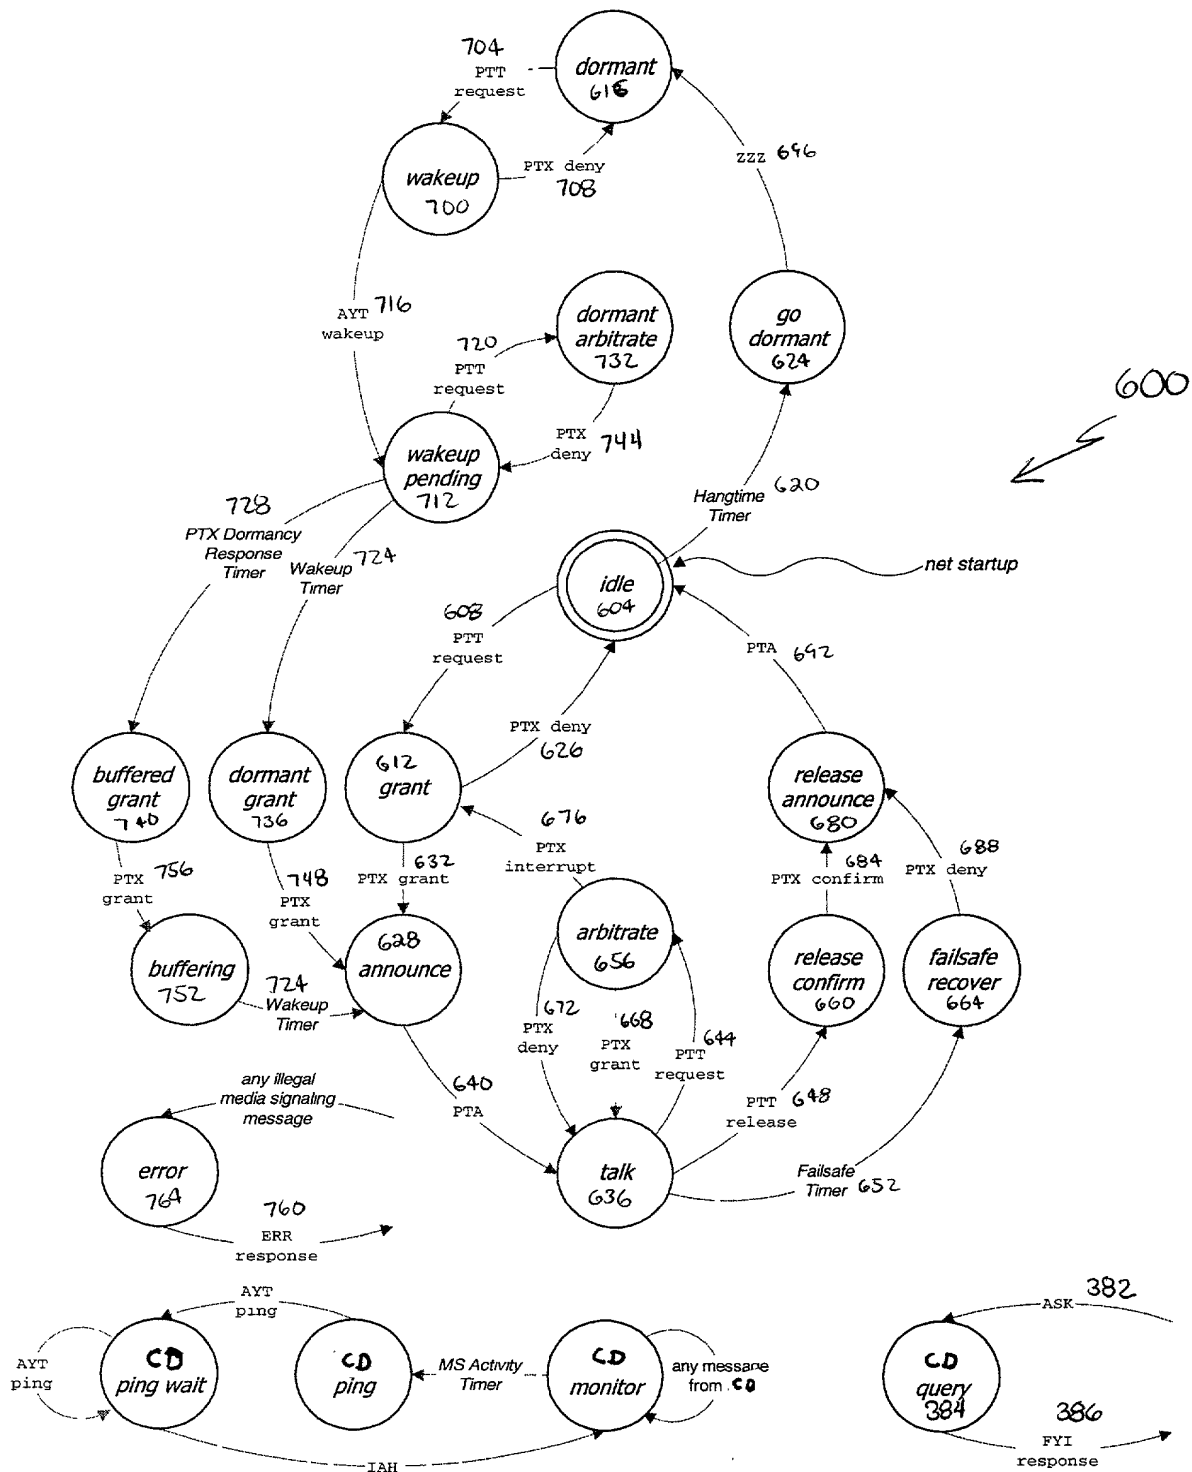 704
PTT
request
dormant
616
wakeup
700
PTX deny
708
ZZZ 696
AYT 716
wakeup
720
PTT
request
dormant
arbitrate
732
go
dormant
624
600
PTX
deny 744
wakeup
pending
712
Hangtime 620
Timer
728
PTX Dormancy
Response
Timer
Wakeup 724
Timer
net startup
idle
604
608
PTT
request
PTA 692
PTX deny
626
buffered
grant
740
dormant
grant
736
612
grant
release
announce
680
676
PTX
interrupt
632
PTX grant
684
PTX confirm
688
PTX deny
756
PTX
grant
748
PTX
grant
buffering
752
628
announce
arbitrate
656
release
confirm
660
failsafe
recover
664
724
Wakeup
Timer
672
PTX
deny
668
PTX
grant
644
PTT
request
any illegal
media signaling
message
640
PTA
PTT 648
release
error
764
talk
636
Failsafe
Timer 652
760
ERR
response
AYT
ping
ASK 382
AYT
ping
CD
ping wait
CD
ping
MS Activity
Timer
CD
monitor
any message
from CD
CD
query
384
386
FYI
response
IAH